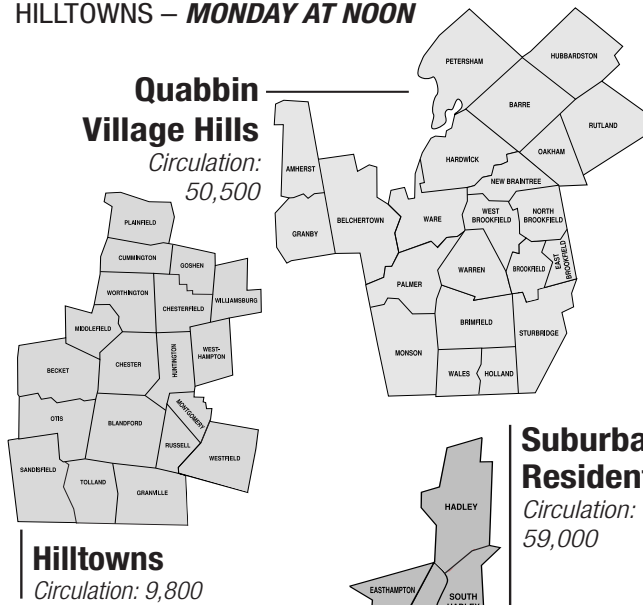 HILLTOWNS – MONDAY AT NOON
Quabbin
Village Hills
Circulation:
50,500
PETERSHAM
HUBBARDSTON
BARRE
RUTLAND
HARDWICK
OAKHAM
NEW BRAINTREE
AMHERST
BELCHERTOWN
GRANBY
WARE
WEST
BROOKFIELD
NORTH
BROOKFIELD
EAST
BROOKFIELD
BROOKFIELD
WARREN
PALMER
BRIMFIELD
STURBRIDGE
MONSON
WALES
HOLLAND
PLAINFIELD
CUMMINGTON
GOSHEN
WORTHINGTON
CHESTERFIELD
WILLIAMSBURG
MIDDLEFIELD
WEST-
HAMPTON
HUNTINGTON
CHESTER
BECKET
MONTGOMERY
OTIS
BLANDFORD
RUSSELL
WESTFIELD
SANDISFIELD
TOLLAND
GRANVILLE
Hilltowns
Circulation: 9,800
Suburba
Resident
Circulation:
59,000
HADLEY
EASTHAMPTON
SOUTH
HADLEY